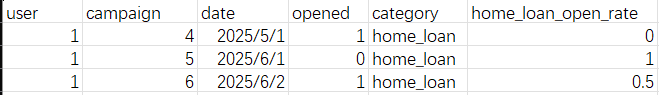 user campaign date opened category home_loan_open_rate
1 4 2025/5/1 1 home_loan 0
1 5 2025/6/1 0 home_loan 1
1 6 2025/6/2 1 home_loan 0.5